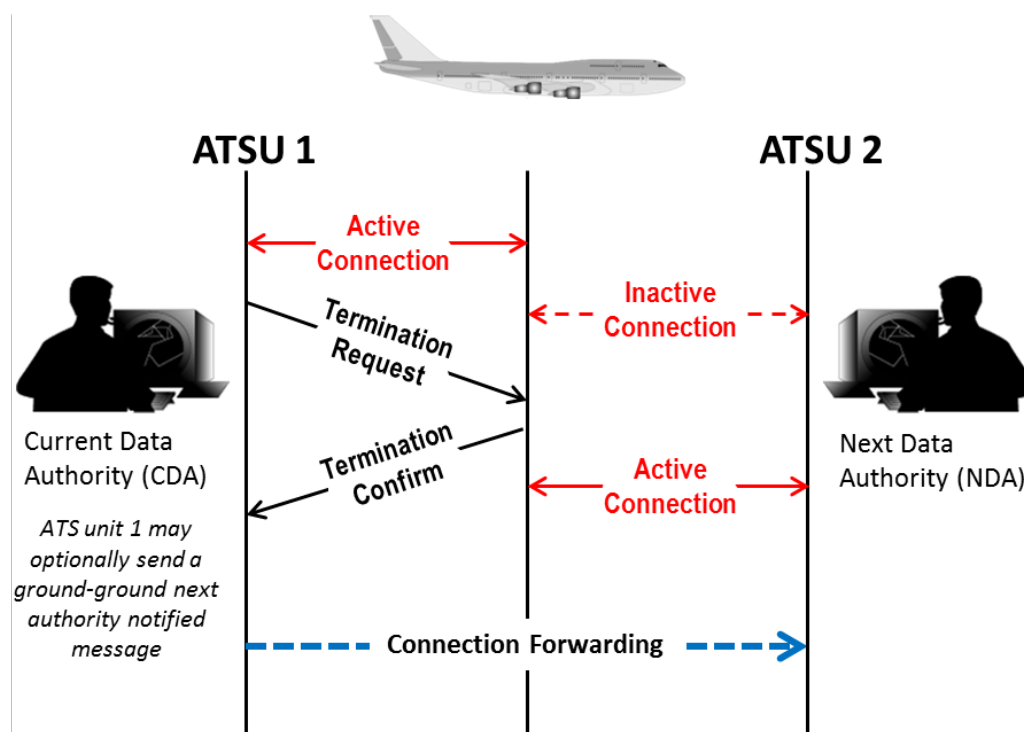 ATSU 1
ATSU 2
Active
Connection
Inactive
Connection
Termination
Request
Current Data
Authority (CDA)
Next Data
Authority (NDA)
Termination
Confirm
Active
Connection
ATS unit 1 may
optionally send a
ground-ground next
authority notified
message
Connection Forwarding